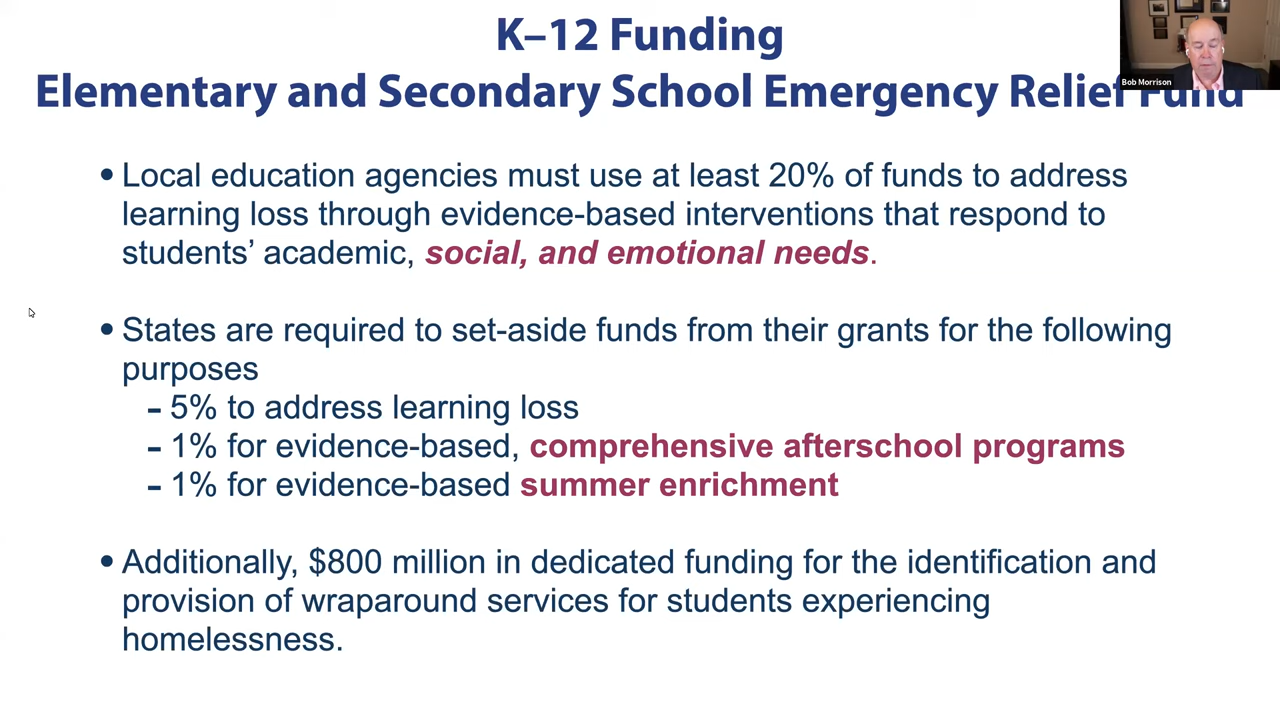 K–12 Funding
Elementary and Secondary School Emergency Relief Fund
Bob Morrison
• Local education agencies must use at least 20% of funds to address
learning loss through evidence-based interventions that respond to
students’ academic, social, and emotional needs.
• States are required to set-aside funds from their grants for the following
purposes
- 5% to address learning loss
- 1% for evidence-based, comprehensive afterschool programs
- 1% for evidence-based summer enrichment
• Additionally, $800 million in dedicated funding for the identification and
provision of wraparound services for students experiencing
homelessness.